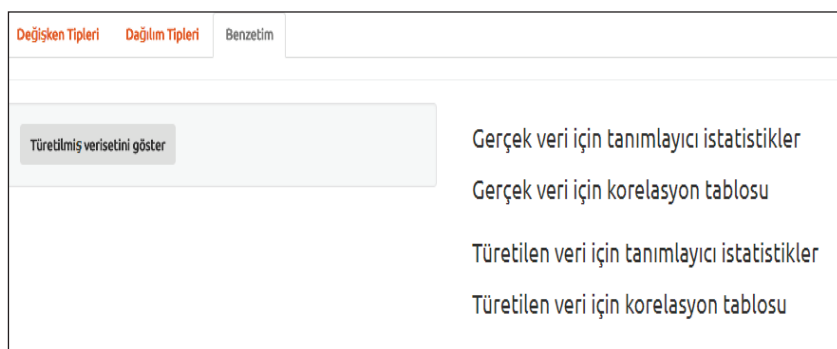 Değişken Tipleri Dağılım Tipleri Benzetim
Türetilmiş verisetini göster
Gerçek veri için tanımlayıcı istatistikler
Gerçek veri için korelasyon tablosu
Türetilen veri için tanımlayıcı istatistikler
Türetilen veri için korelasyon tablosu